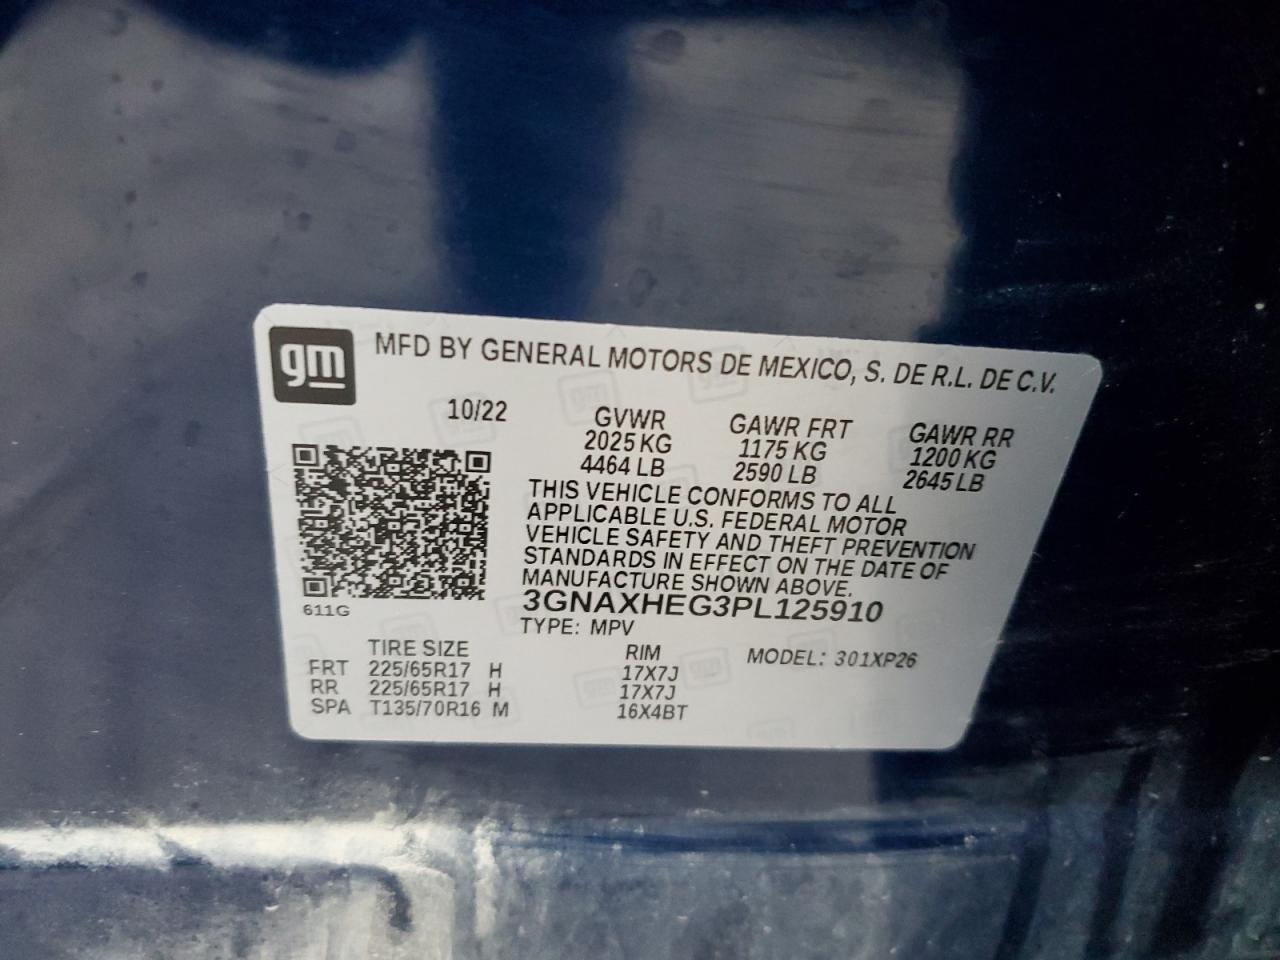 gm
MFD BY GENERAL MOTORS DE MEXICO, S. DE R.L. DE C.V.
10/22 GVWR GAWR FRT GAWR RR
2025 KG 1175 KG 1200 KG
4464 LB 2590 LB 2645 LB
THIS VEHICLE CONFORMS TO ALL
APPLICABLE U.S. FEDERAL MOTOR
VEHICLE SAFETY AND THEFT PREVENTION
STANDARDS IN EFFECT ON THE DATE OF
MANUFACTURE SHOWN ABOVE.
611G 3GNAXHEG3PL125910
TYPE: MPV
TIRE SIZE RIM MODEL: 301XP26
FRT 225/65R17 H 17X7J
RR 225/65R17 H 17X7J
SPA T135/70R16 M 16X4BT